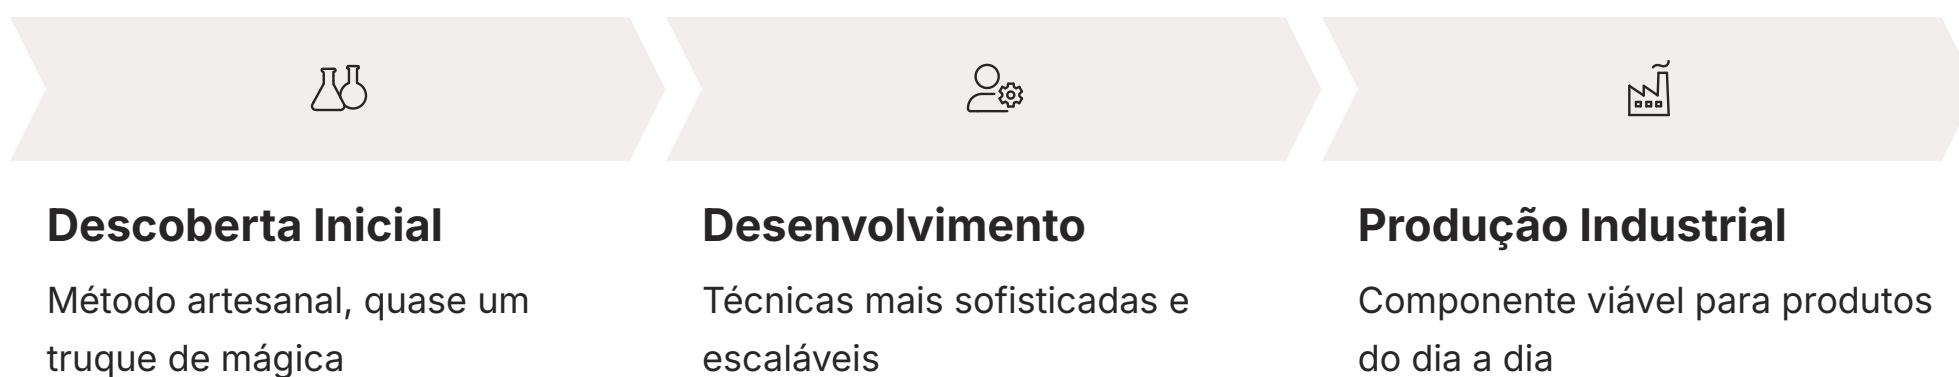 Descoberta Inicial
Método artesanal, quase um
truque de mágica
Desenvolvimento
Técnicas mais sofisticadas e
escaláveis
Produção Industrial
Componente viável para produtos
do dia a dia